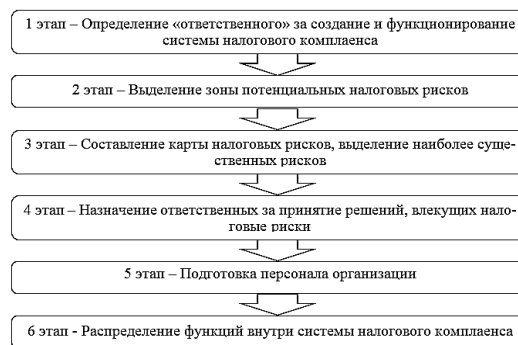 1 этап – Определение «ответственного» за создание и функционирование
системы налогового комплаенса
2 этап – Выделение зоны потенциальных налоговых рисков
3 этап – Составление карты налоговых рисков, выделение наиболее суще-
ственных рисков
4 этап – Назначение ответственных за принятие решений, влекущих нало-
говые риски
5 этап – Подготовка персонала организации
6 этап - Распределение функций внутри системы налогового комплаенса